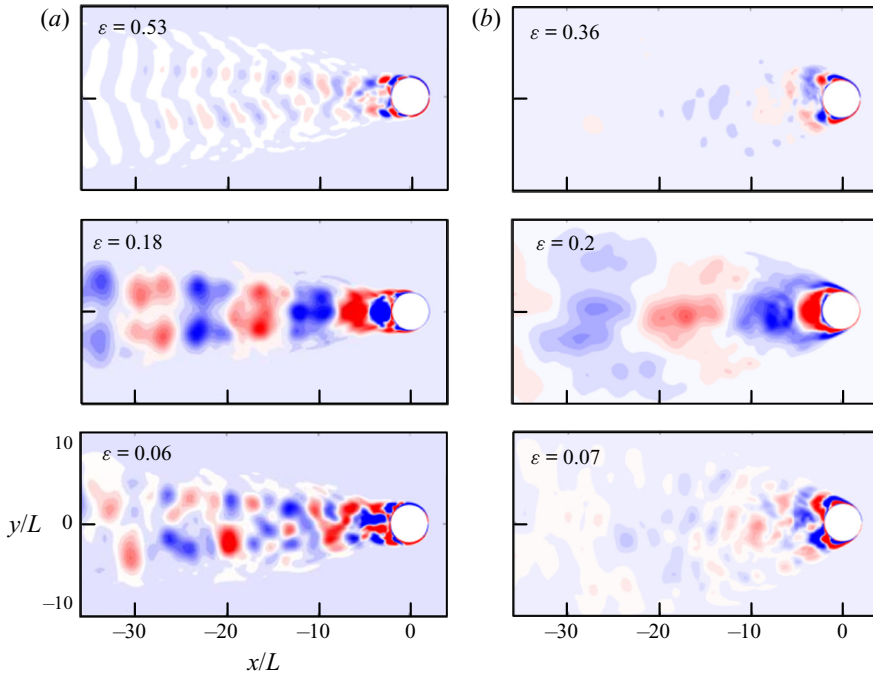 (a)
ε = 0.53
(b)
ε = 0.36
ε = 0.18
ε = 0.2
ε = 0.06
ε = 0.07
10
0
–10
y/L
–30
–20
–10
0
x/L
–30
–20
–10
0
x/L